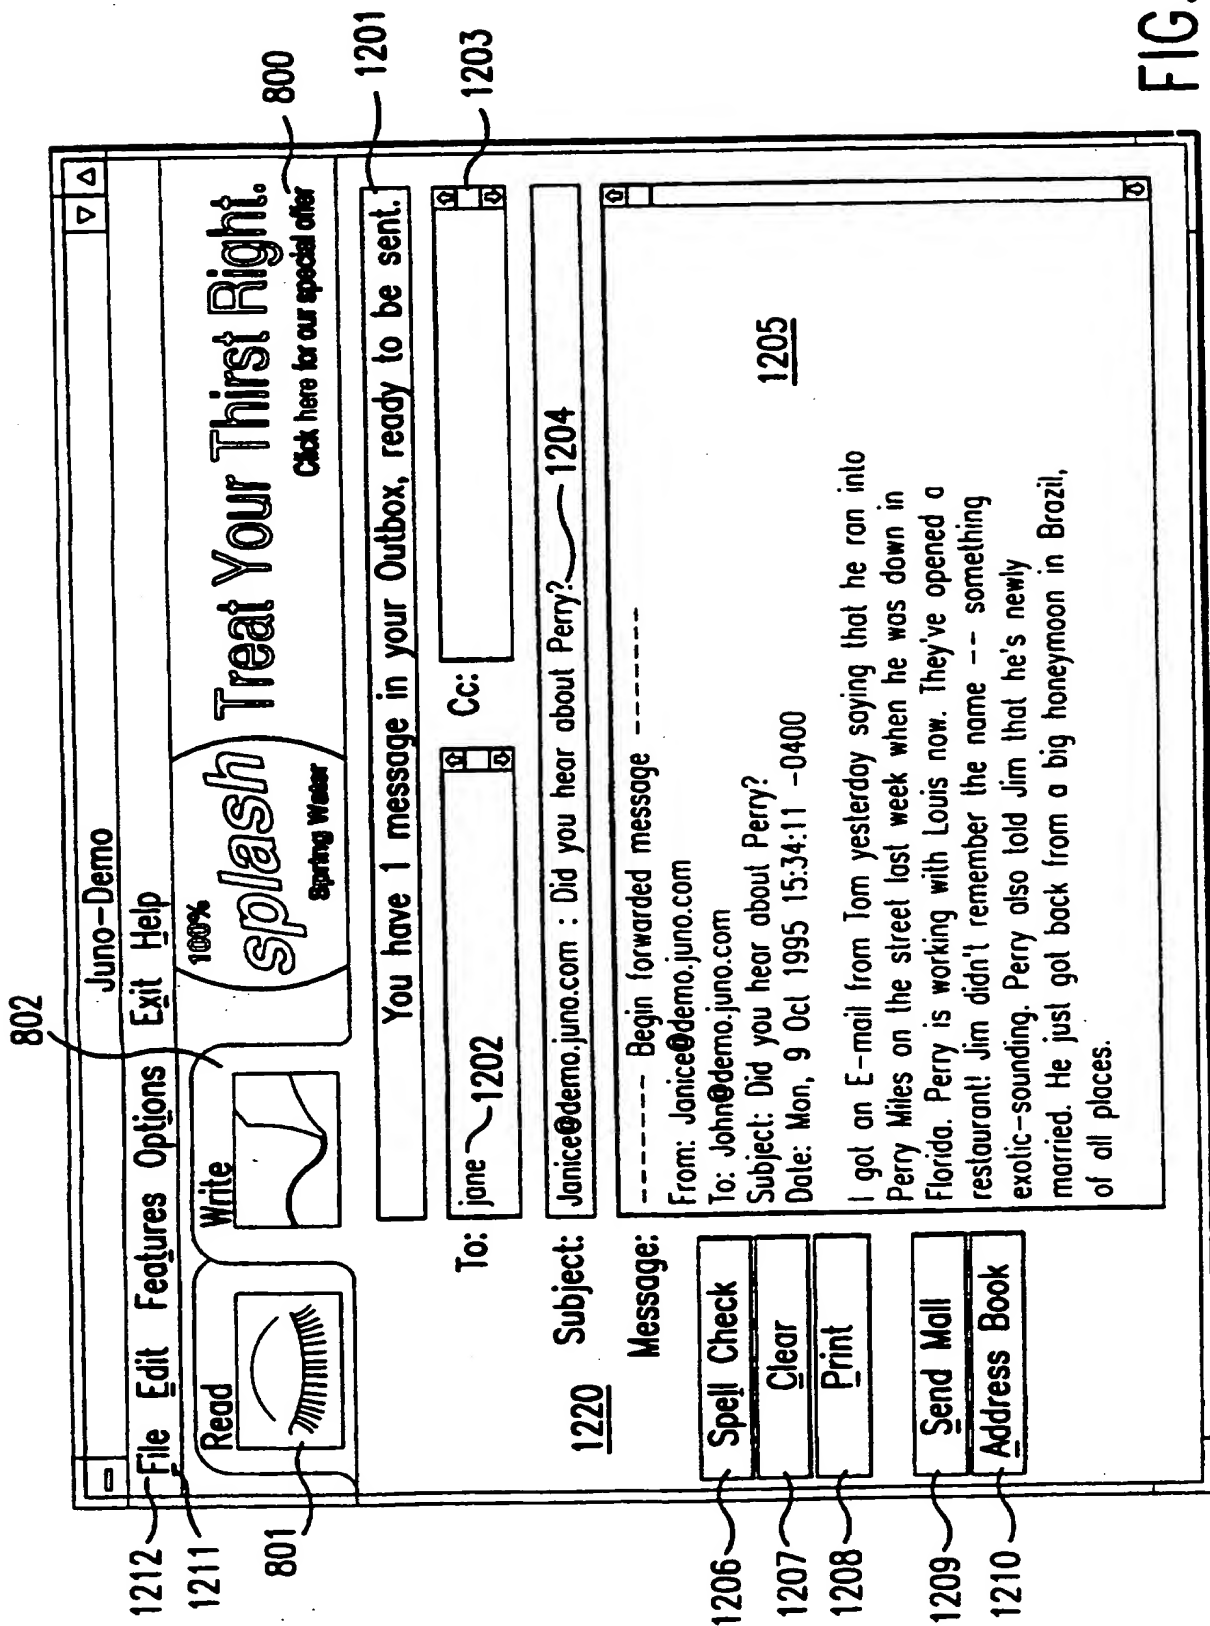 802
Juno-Demo
1212
File Edit Features Options Exit Help
1211
Read
Write
801
100%
splash
Spring Water
Treat Your Thirst Right.
Click here for our special offer
800
You have 1 message in your Outbox, ready to be sent.
1201
To: jane 1202
Cc:
1203
Subject: Janice@demo.juno.com : Did you hear about Perry? 1204
1220
Message:
------ Begin forwarded message ------
From: Janice@demo.juno.com
To: John@demo.juno.com
Subject: Did you hear about Perry?
Date: Mon, 9 Oct 1995 15:34:11 -0400
1205
I got an E-mail from Tom yesterday saying that he ran into
Perry Miles on the street last week when he was down in
Florida. Perry is working with Louis now. They've opened a
restaurant! Jim didn't remember the name -- something
exotic-sounding. Perry also told Jim that he's newly
married. He just got back from a big honeymoon in Brazil,
of all places.
1206
Spell Check
1207
Clear
1208
Print
1209
Send Mail
1210
Address Book
FIG.